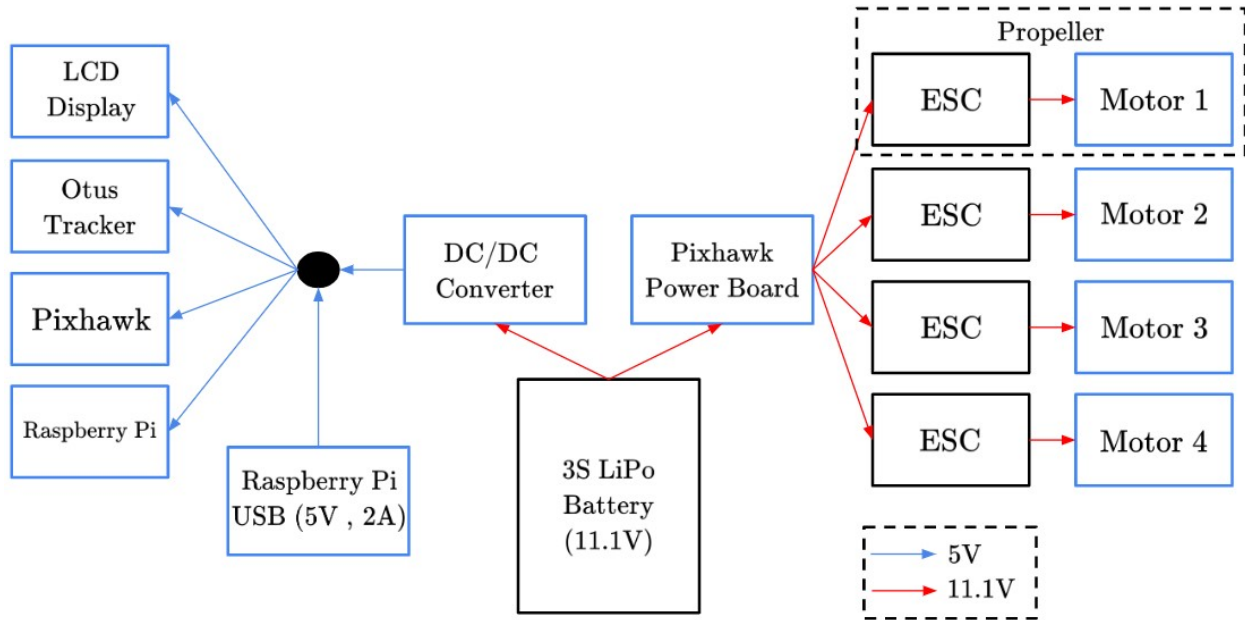 LCD
Display
Otus
Tracker
Pixhawk
Raspberry Pi
Raspberry Pi
USB (5V , 2A)
DC/DC
Converter
3S LiPo
Battery
(11.1V)
Pixhawk
Power Board
Propeller
ESC
Motor 1
ESC
Motor 2
ESC
Motor 3
ESC
Motor 4
5V
11.1V